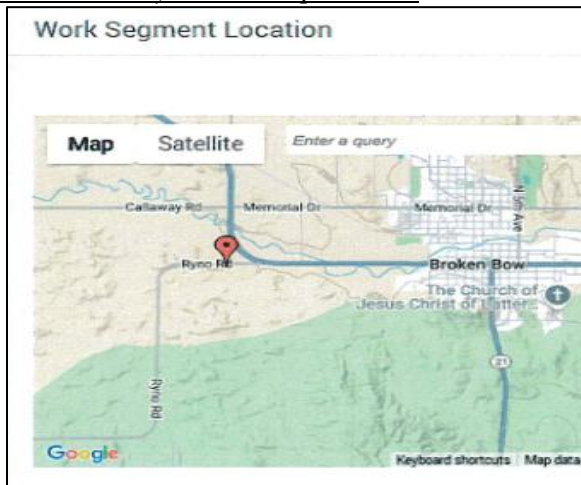 Work Segment Location
Map
Satellite
Enter a query
Callaway Rd
Memorial Dr
Memorial Dr
N 5th Ave
Ryno Rd
Broken Bow
The Church of
Jesus Christ of Latter...
21
Ryno Rd
Google
Keyboard shortcuts
Map data